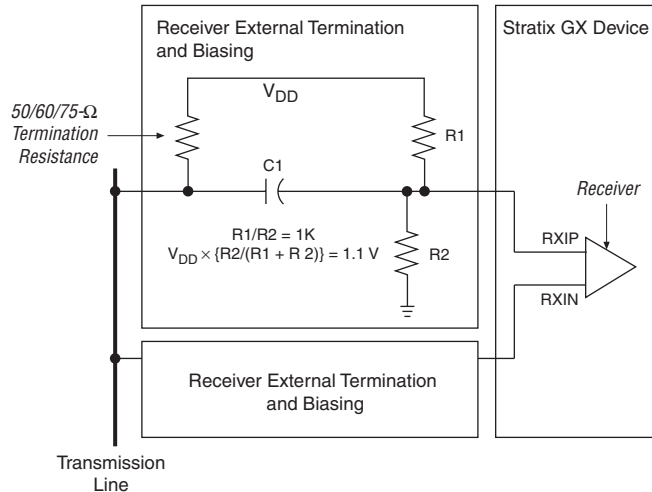 Receiver External Termination
and Biasing
Stratix GX Device
V_DD
50/60/75-Ω
Termination
Resistance
R1
C1
Receiver
R1/R2 = 1K
V_DD × {R2/(R1 + R 2)} = 1.1 V
R2
RXIP
RXIN
Receiver External Termination
and Biasing
Transmission
Line